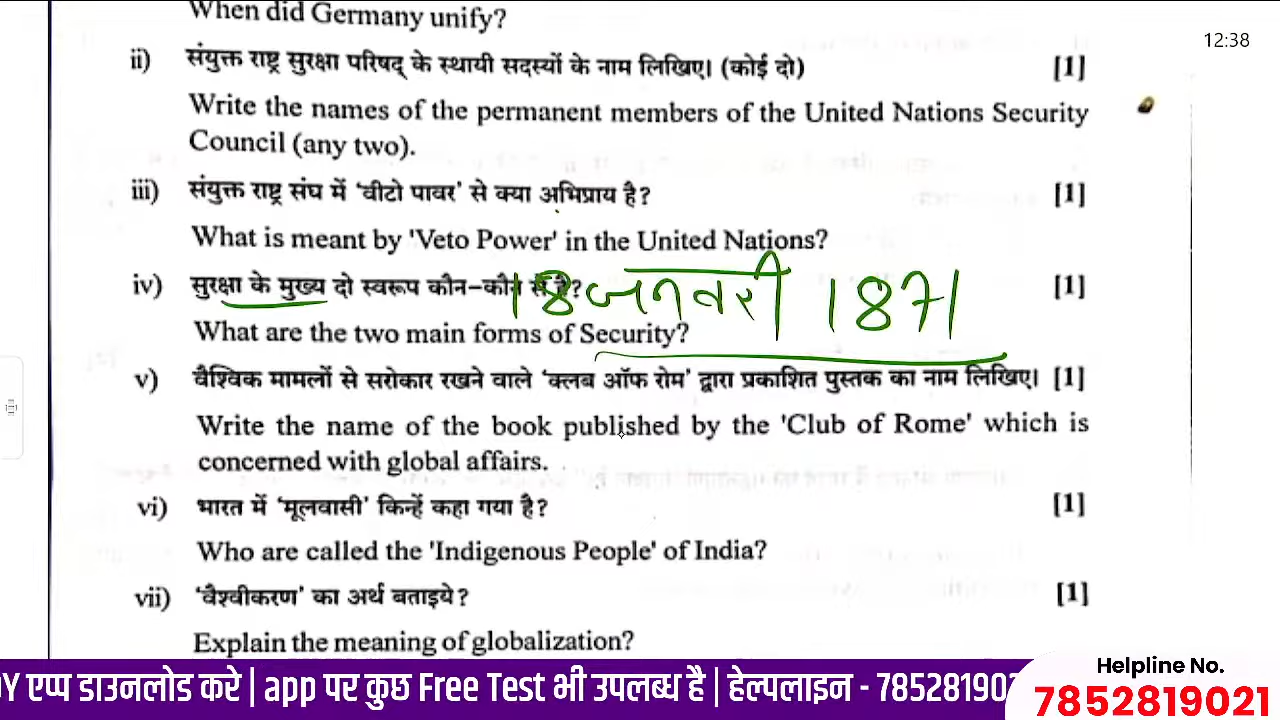 When did Germany unify?
12:38
ii) संयुक्त राष्ट्र सुरक्षा परिषद् के स्थायी सदस्यों के नाम लिखिए। (कोई दो) [1]
Write the names of the permanent members of the United Nations Security
Council (any two).
iii) संयुक्त राष्ट्र संघ में 'वीटो पावर' से क्या अभिप्राय है? [1]
What is meant by 'Veto Power' in the United Nations?
iv) सुरक्षा के मुख्य दो स्वरूप कौन-कौन से है? [1]
18 जनवरी 1871
What are the two main forms of Security?
v) वैश्विक मामलों से सरोकार रखने वाले 'क्लब ऑफ रोम' द्वारा प्रकाशित पुस्तक का नाम लिखिए। [1]
Write the name of the book published by the 'Club of Rome' which is
concerned with global affairs.
vi) भारत में 'मूलवासी' किन्हें कहा गया है? [1]
Who are called the 'Indigenous People' of India?
vii) 'वैश्वीकरण' का अर्थ बताइये? [1]
Explain the meaning of globalization?
एप्प डाउनलोड करे | app पर कुछ Free Test भी उपलब्ध है | हेल्पलाइन - 785281902
Helpline No.
7852819021